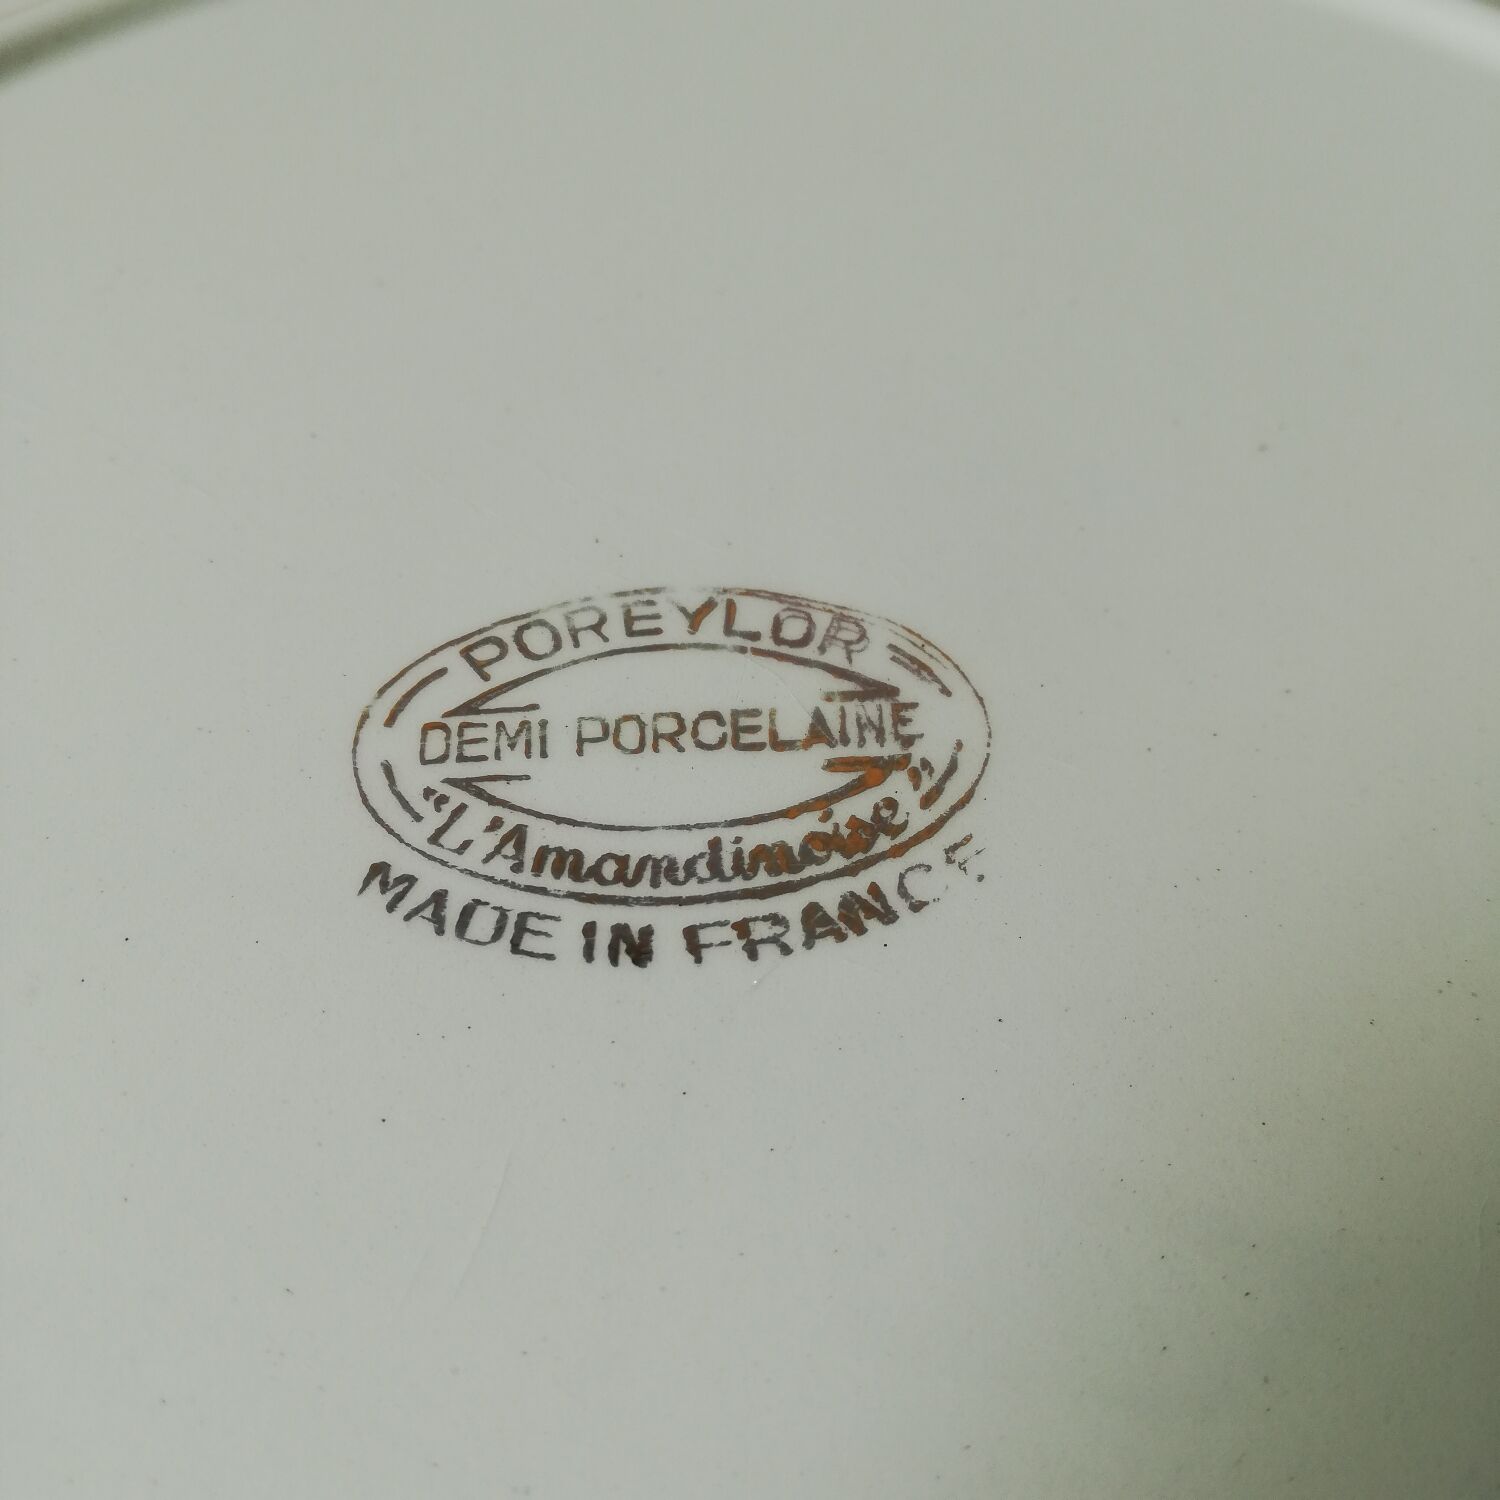 POREYLOR
DEMI PORCELAINE
"L'Amandinoise"
MADE IN FRANCE